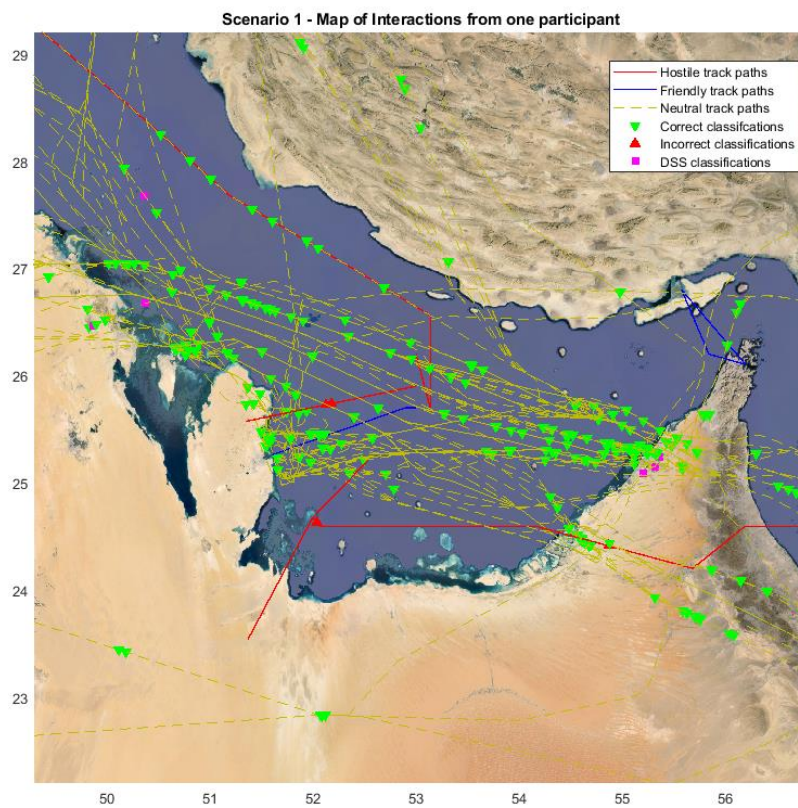 Scenario 1 - Map of Interactions from one participant
Hostile track paths
Friendly track paths
Neutral track paths
Correct classifcations
Incorrect classifications
DSS classifications
29
28
27
26
25
24
23
50 51 52 53 54 55 56